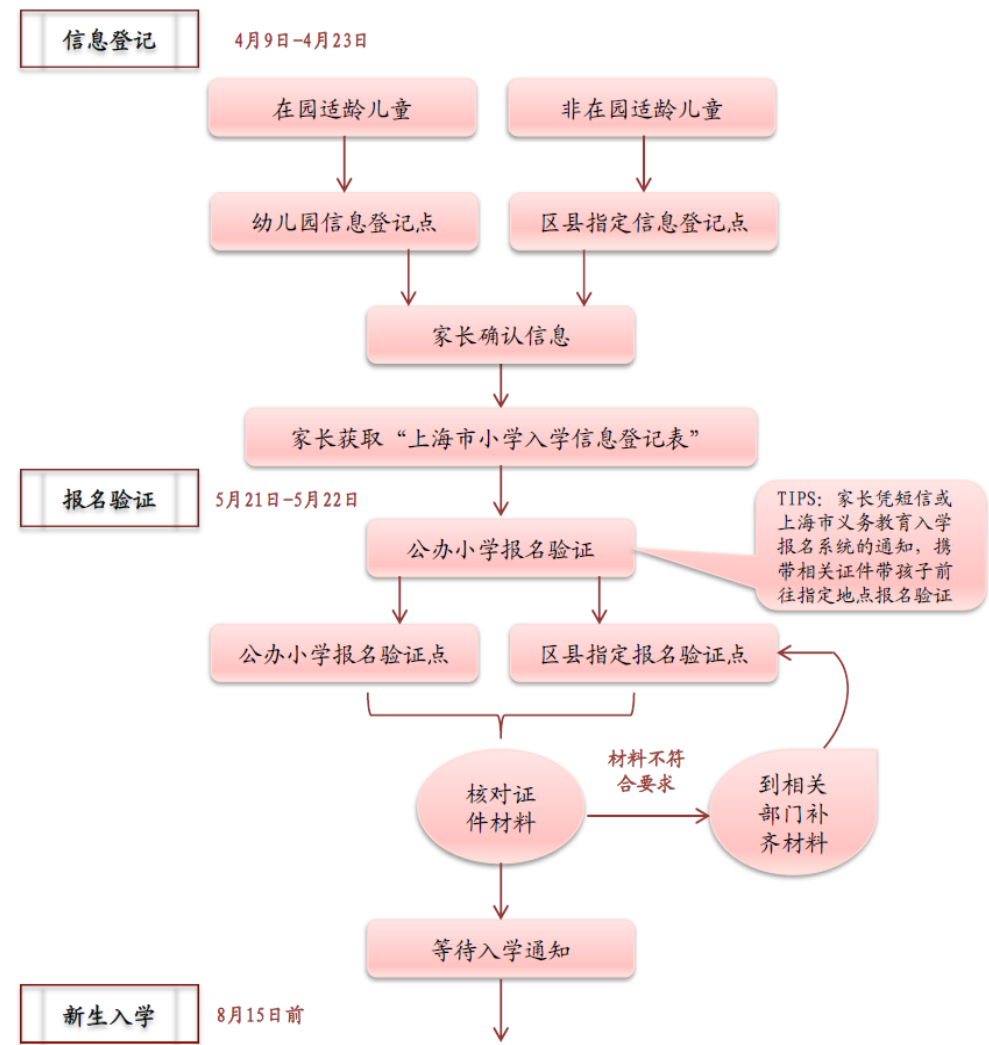 信息登记
4月9日-4月23日
在园适龄儿童
非在园适龄儿童
幼儿园信息登记点
区县指定信息登记点
家长确认信息
家长获取“上海市小学入学信息登记表”
报名验证
5月21日-5月22日
公办小学报名验证
TIPS：家长凭短信或
上海市义务教育入学
报名系统的通知，携
带相关证件带孩子前
往指定地点报名验证
公办小学报名验证点
区县指定报名验证点
核对证
件材料
材料不符
合要求
到相关
部门补
齐材料
等待入学通知
新生入学
8月15日前